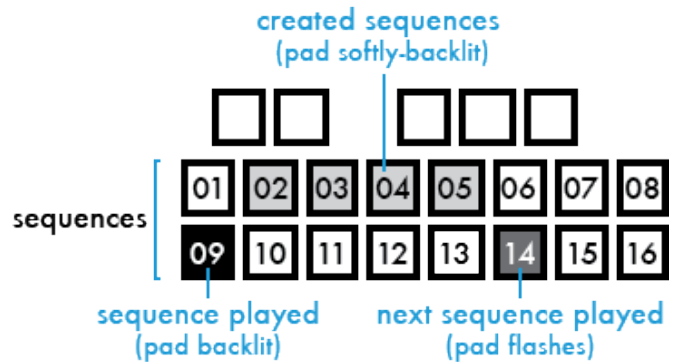 created sequences
(pad softly-backlit)
01 02 03 04 05 06 07 08
sequences
09 10 11 12 13 14 15 16
sequence played
(pad backlit)
next sequence played
(pad flashes)